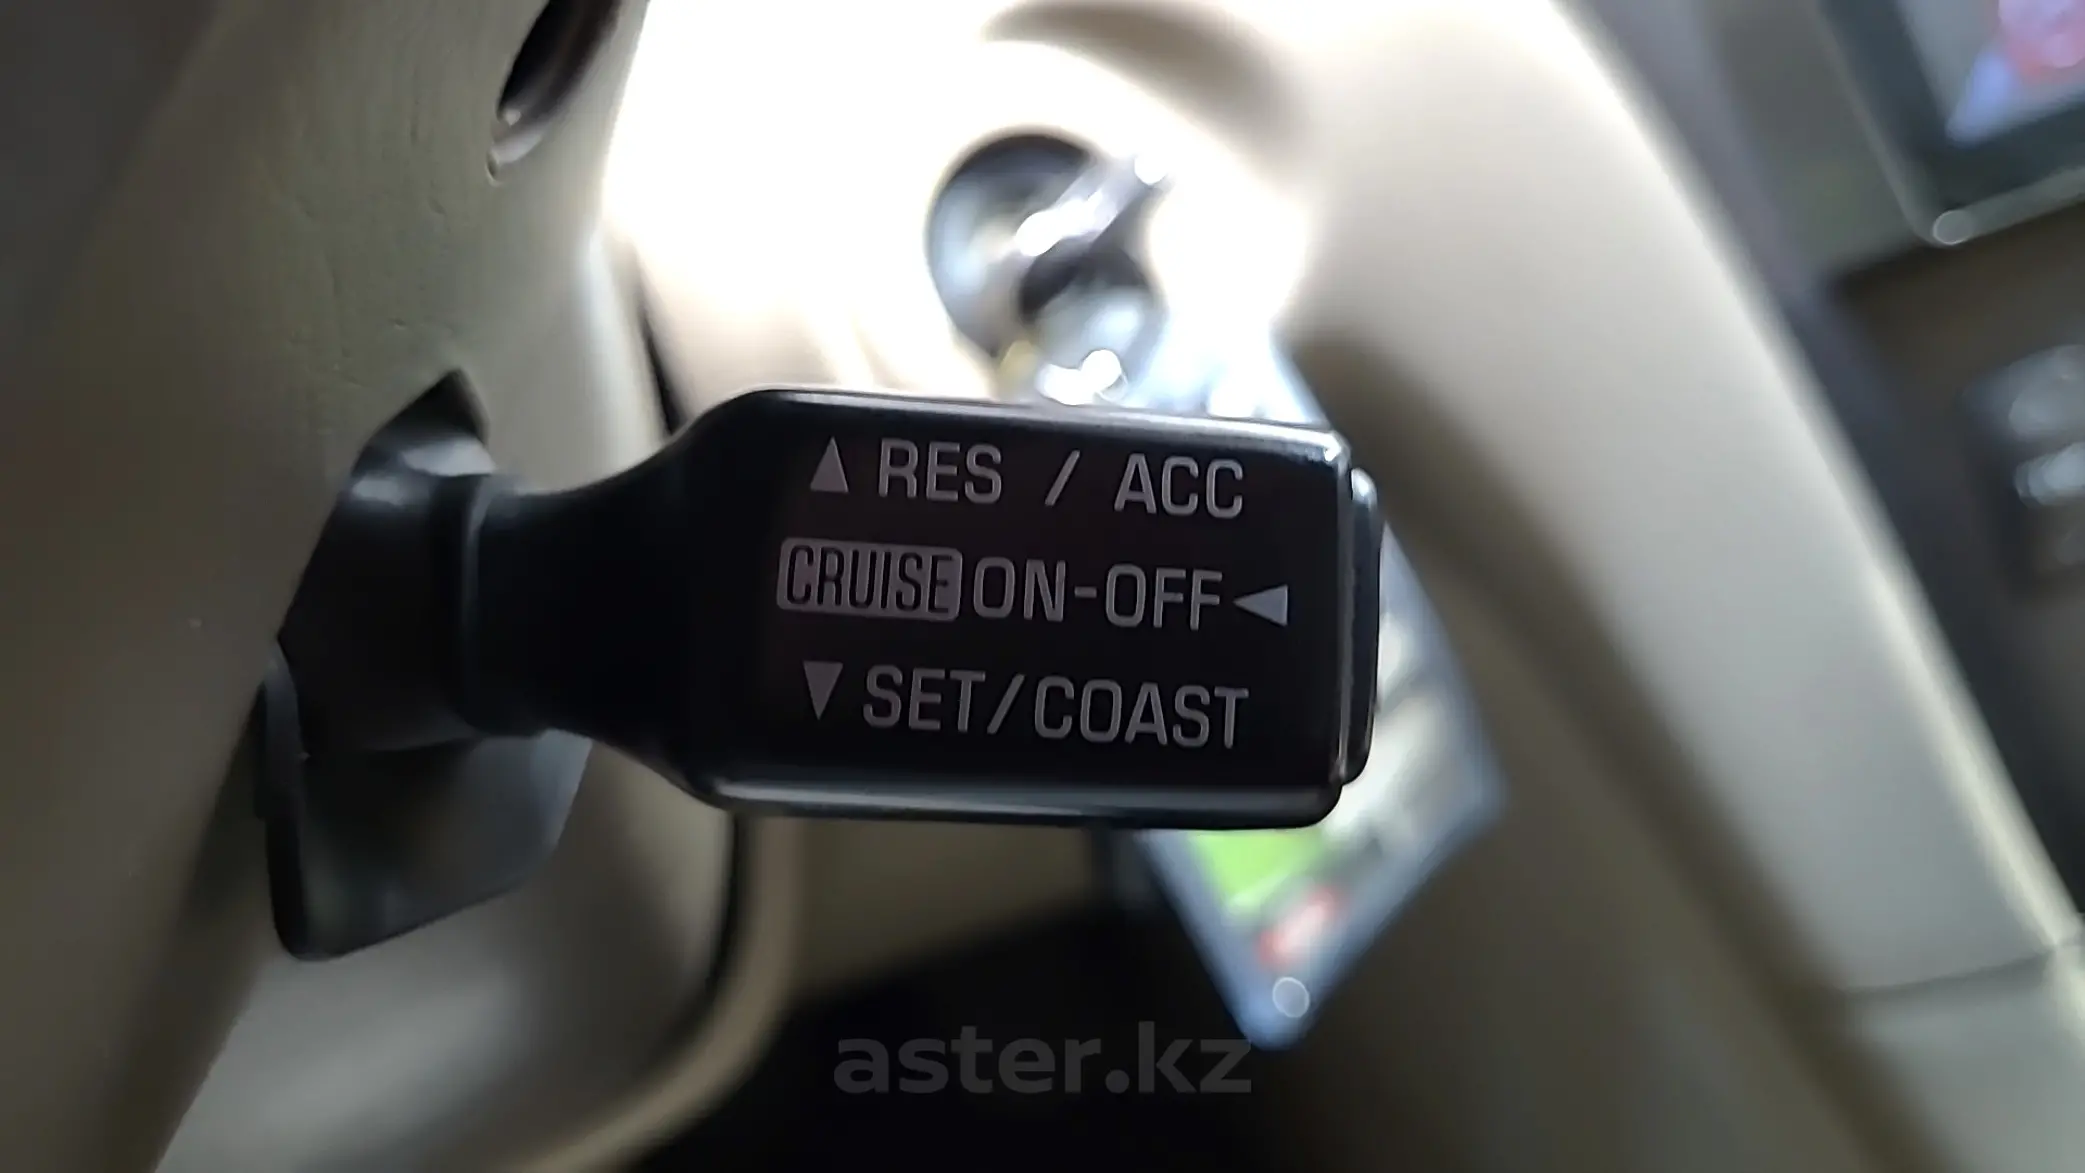 ▲ RES / ACC
CRUISE ON-OFF ◀
▼ SET/COAST
aster.kz